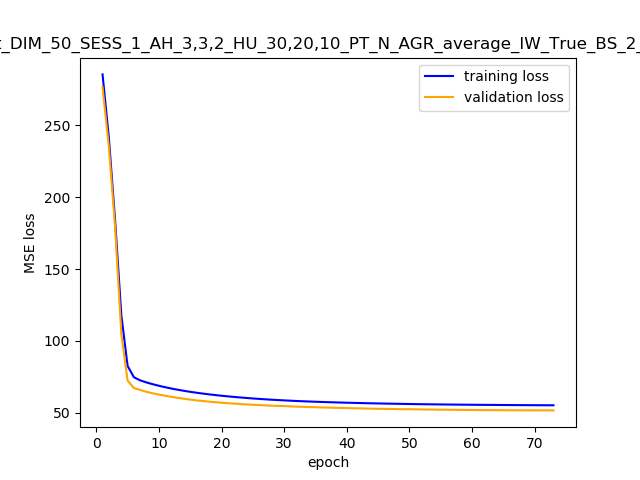 t_DIM_50_SESS_1_AH_3,3,2_HU_30,20,10_PT_N_AGR_average_IW_True_BS_2_
training loss
validation loss
250
200
150
100
50
MSE loss
0 10 20 30 40 50 60 70
epoch